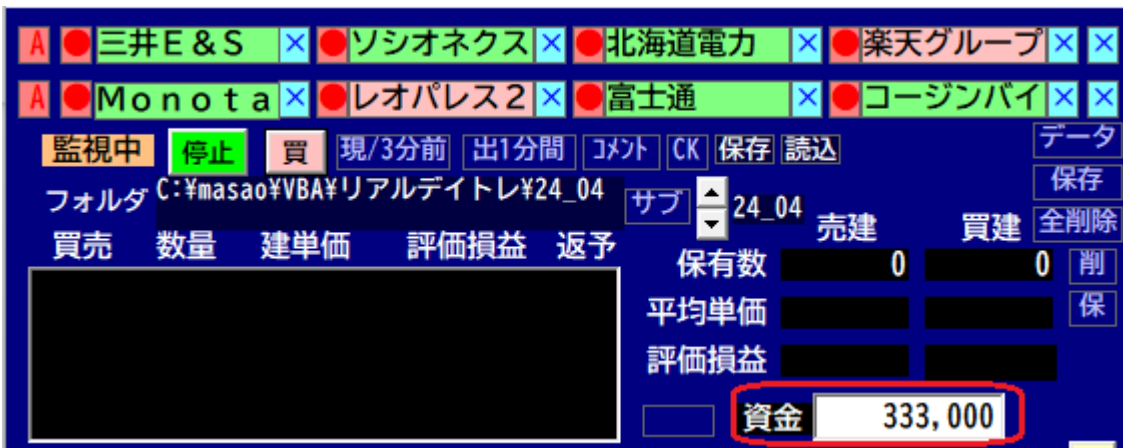 A 三井E&S × ソシオネクス × 北海道電力 × 楽天グループ × ×
A Monota × レオパレス2 × 富士通 × コージンバイ × ×
監視中 停止 買 現/3分前 出1分間 コメント CK 保存 読込 データ
フォルダ C:¥masao¥VBA¥リアルデイトレ¥24_04 サブ 24_04 保存
買売 数量 建単価 評価損益 返予 売建 買建 全削除
保有数 0 0 削
平均単価 保
評価損益
資金 333,000